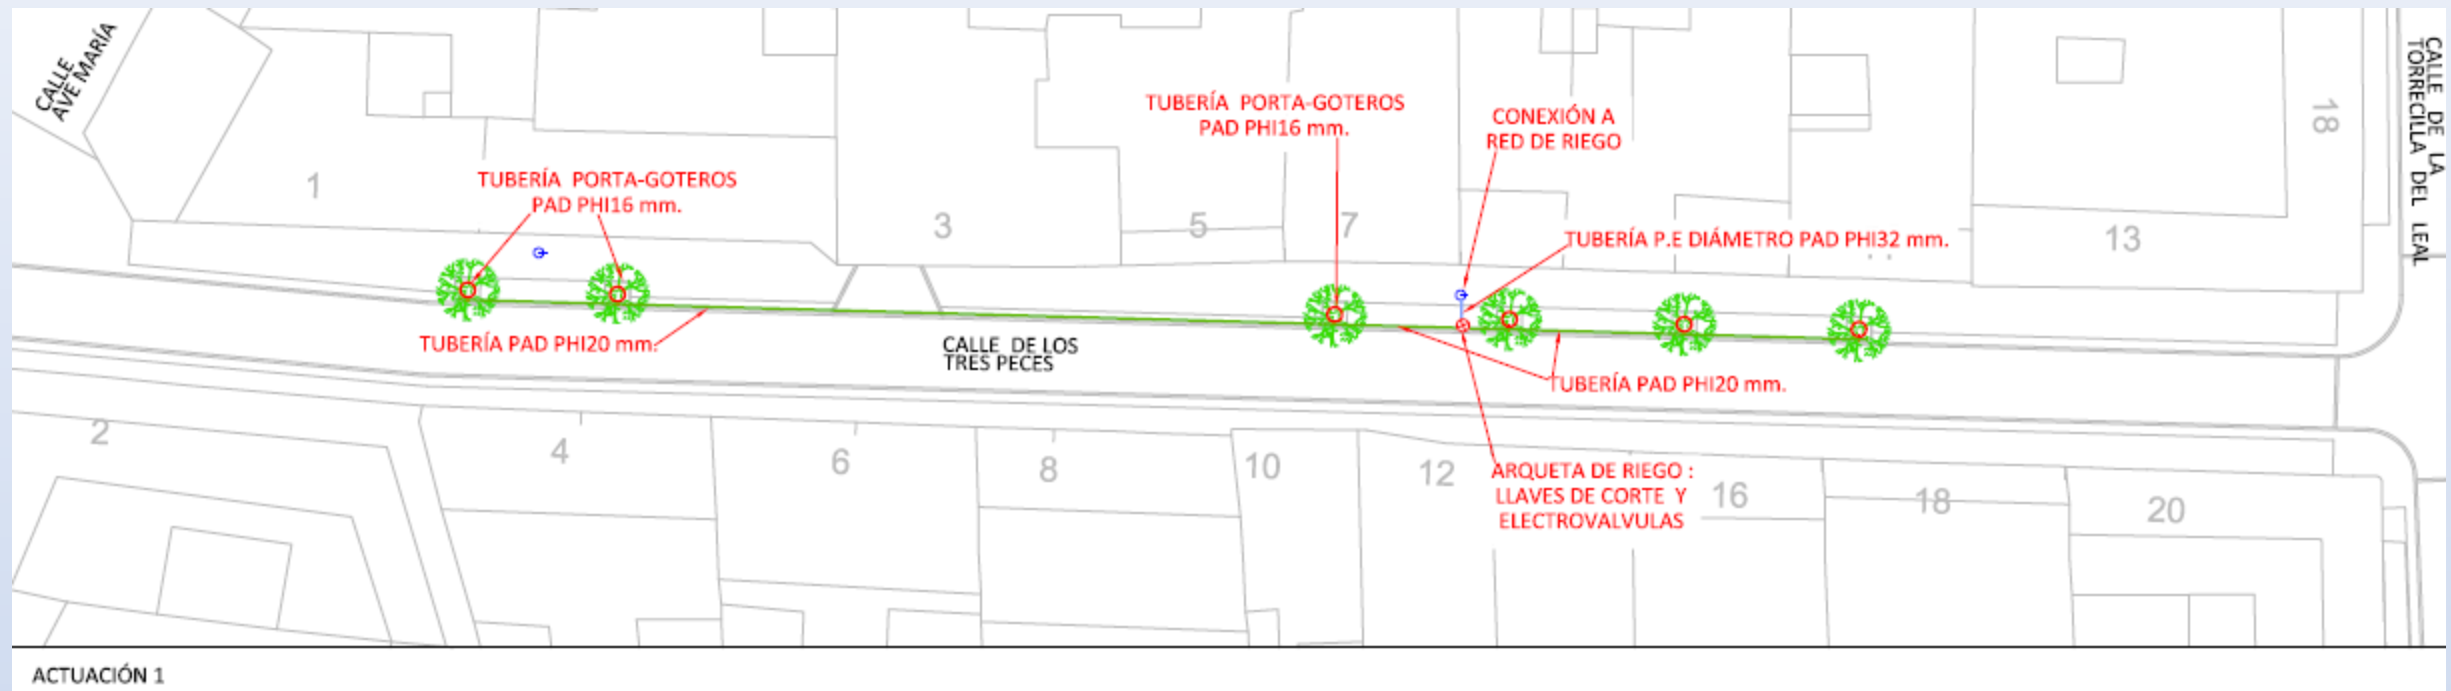 CALLE
AVE MARÍA
TUBERÍA PORTA-GOTEROS
PAD PHI16 mm.
CONEXIÓN A
RED DE RIEGO
CALLE DE LA
TORRECILLA DEL LEAL
18
1
TUBERÍA PORTA-GOTEROS
PAD PHI16 mm.
3
5
7
TUBERÍA P.E DIÁMETRO PAD PHI32 mm.
13
TUBERÍA PAD PHI20 mm.
CALLE DE LOS
TRES PECES
TUBERÍA PAD PHI20 mm.
2
4
6
8
10
12
ARQUETA DE RIEGO :
LLAVES DE CORTE Y
ELECTROVALVULAS
16
18
20
ACTUACIÓN 1